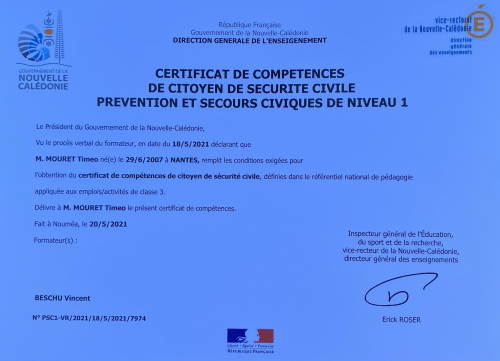 République Française
Gouvernement de la Nouvelle-Calédonie
DIRECTION GENERALE DE L'ENSEIGNEMENT
GOUVERNEMENT DE LA
NOUVELLE
CALÉDONIE
vice-rectorat
de la Nouvelle-Calédonie
direction
générale
des enseignements
CERTIFICAT DE COMPETENCES
DE CITOYEN DE SECURITE CIVILE
PREVENTION ET SECOURS CIVIQUES DE NIVEAU 1
Le Président du Gouvernement de la Nouvelle-Calédonie,
Vu le procès verbal du formateur, en date du 18/5/2021 déclarant que
M. MOURET Timeo né(e) le 29/6/2007 à NANTES, remplit les conditions exigées pour
l'obtention du certificat de compétences de citoyen de sécurité civile, définies dans le référentiel national de pédagogie
appliquée aux emplois/activités de classe 3.
Délivre à M. MOURET Timeo le présent certificat de compétences.
Fait à Nouméa, le 20/5/2021
Formateur(s) :
Inspecteur général de l'Éducation,
du sport et de la recherche,
vice-recteur de la Nouvelle-Calédonie,
directeur général des enseignements
BESCHU Vincent
Erick ROSER
N° PSC1-VR/2021/18/5/2021/7974
Liberté • Égalité • Fraternité
RÉPUBLIQUE FRANÇAISE